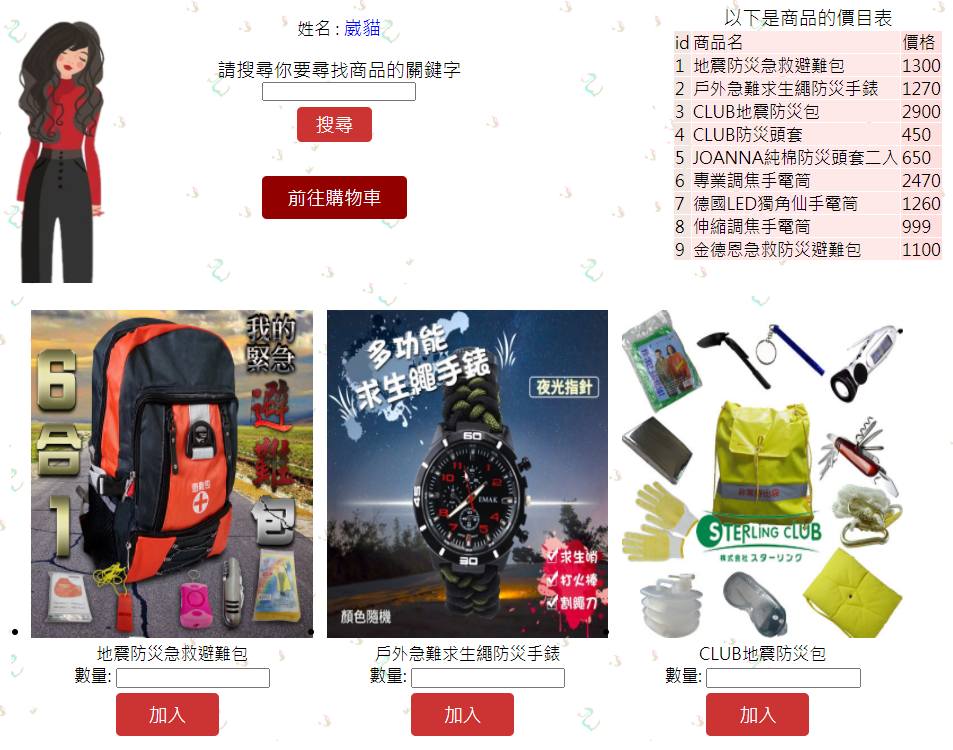 姓名 : 崴貓
請搜尋你要尋找商品的關鍵字
搜尋
前往購物車
以下是商品的價目表
id 商品名 價格
1 地震防災急救避難包 1300
2 戶外急難求生繩防災手錶 1270
3 CLUB地震防災包 2900
4 CLUB防災頭套 450
5 JOANNA純棉防災頭套二入 650
6 專業調焦手電筒 2470
7 德國LED獨角仙手電筒 1260
8 伸縮調焦手電筒 999
9 金德恩急救防災避難包 1100
我的
緊急
避
難
包
6
合
1
多功能
求生繩手錶
夜光指針
60
45
30
EMAK
求生哨
打火棒
割繩刀
顏色隨機
非常持出袋
STERLING CLUB
株式会社 スターリング
地震防災急救避難包
數量:
加入
戶外急難求生繩防災手錶
數量:
加入
CLUB地震防災包
數量:
加入